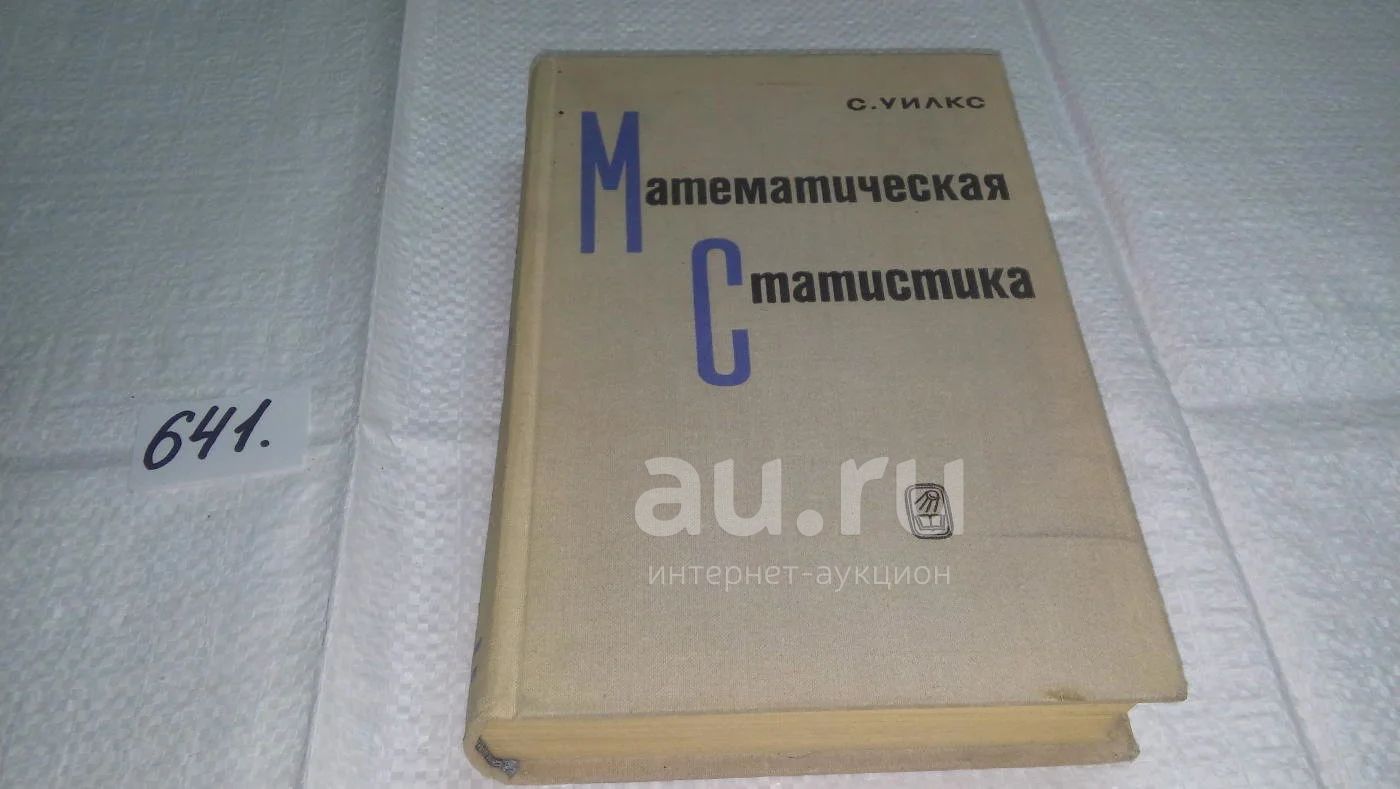 С. УИЛКС
Математическая
Статистика
641.
au.ru
интернет-аукцион